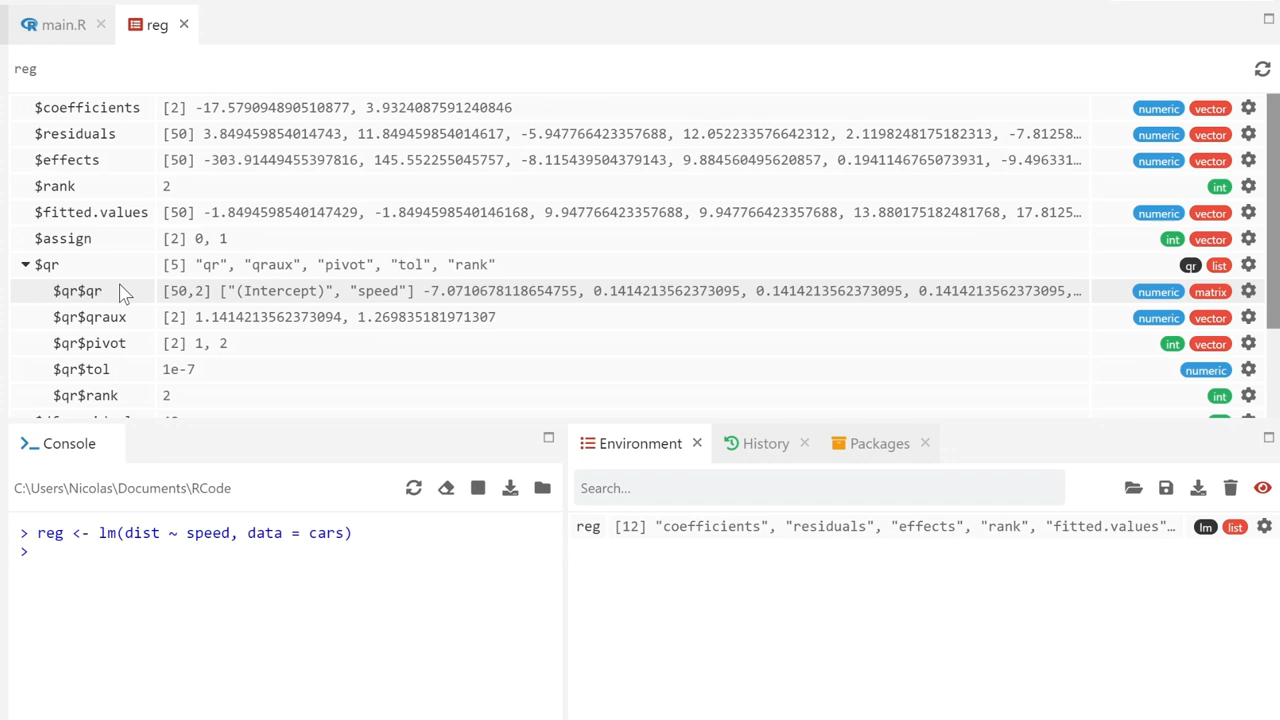 main.R
reg
reg
$coefficients [2] -17.579094890510877, 3.9324087591240846 numeric vector
$residuals [50] 3.849459854014743, 11.849459854014617, -5.947766423357688, 12.052233576642312, 2.1198248175182313, -7.81258… numeric vector
$effects [50] -303.91449455397816, 145.552255045757, -8.115439504379143, 9.884560495620857, 0.1941146765073931, -9.496331… numeric vector
$rank 2 int
$fitted.values [50] -1.8494598540147429, -1.8494598540146168, 9.947766423357688, 9.947766423357688, 13.880175182481768, 17.8125… numeric vector
$assign [2] 0, 1 int vector
$qr [5] "qr", "qraux", "pivot", "tol", "rank" qr list
$qr$qr [50,2] ["(Intercept)", "speed"] -7.0710678118654755, 0.1414213562373095, 0.1414213562373095, 0.1414213562373095,… numeric matrix
$qr$qraux [2] 1.1414213562373094, 1.269835181971307 numeric vector
$qr$pivot [2] 1, 2 int vector
$qr$tol 1e-7 numeric
$qr$rank 2 int
Console
C:\Users\Nicolas\Documents\RCode
> reg <- lm(dist ~ speed, data = cars)
>
Environment
History
Packages
Search...
reg [12] "coefficients", "residuals", "effects", "rank", "fitted.values"… lm list